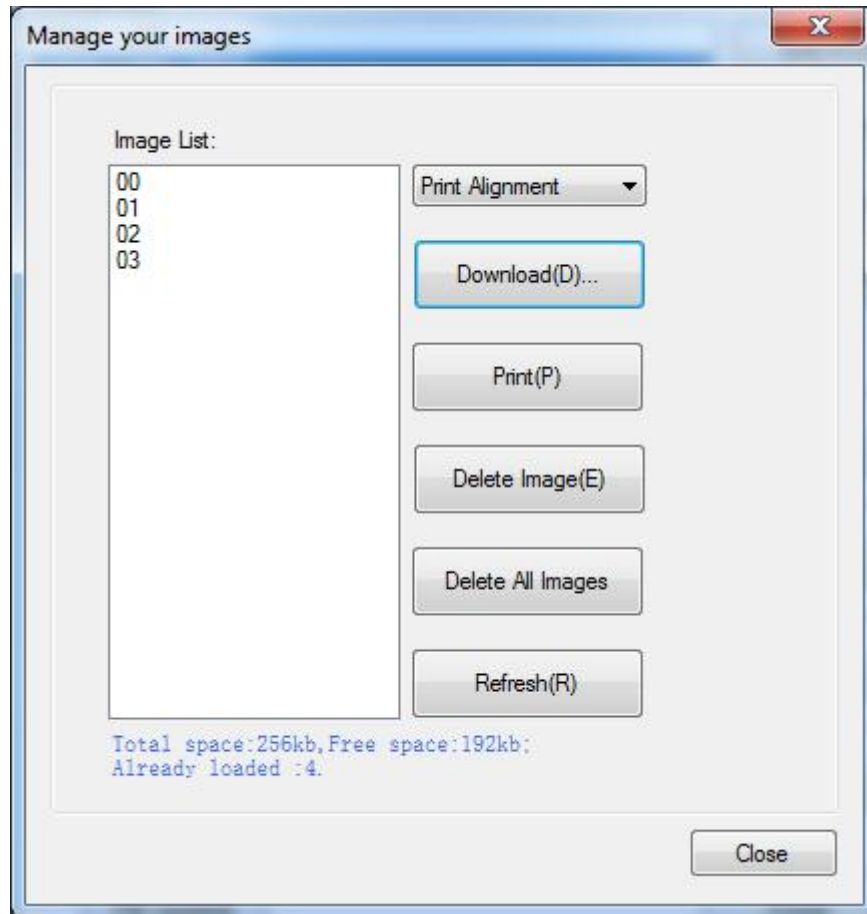 Manage your images
Image List:
00
01
02
03
Print Alignment
Download(D)...
Print(P)
Delete Image(E)
Delete All Images
Refresh(R)
Total space:256kb,Free space:192kb;
Already loaded :4.
Close